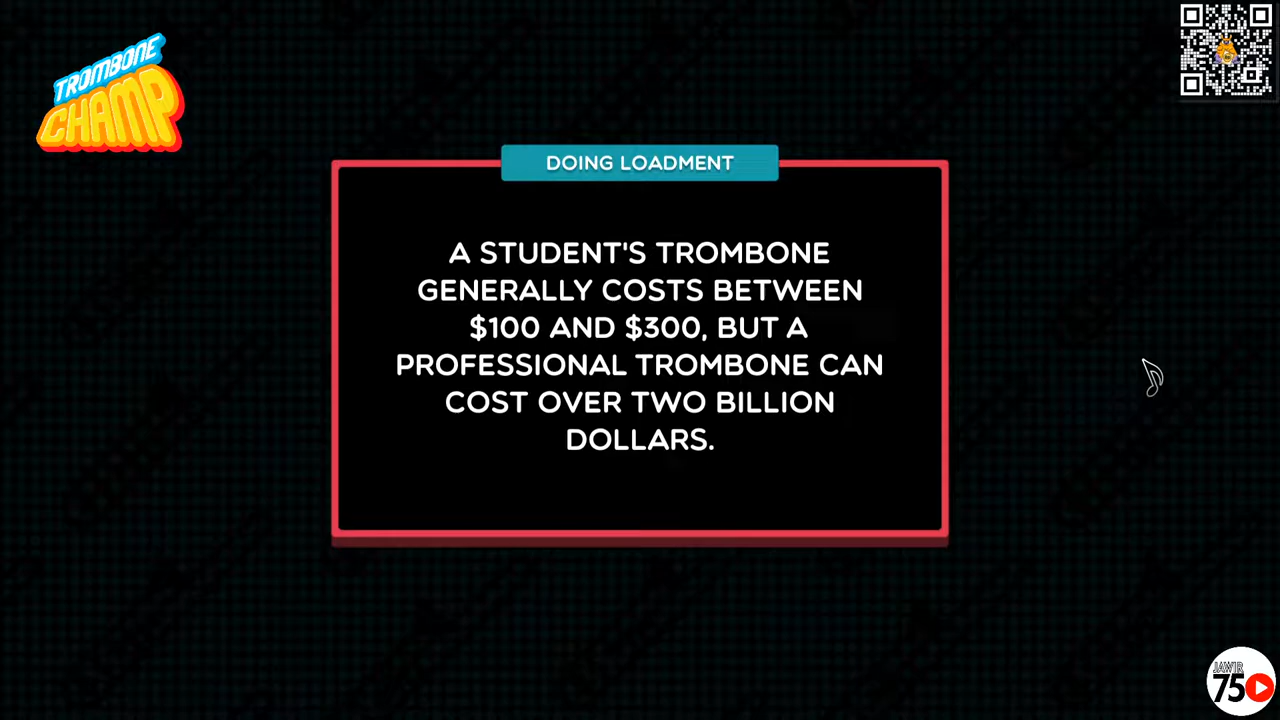 TROMBONE
CHAMP
DOING LOADMENT
A STUDENT'S TROMBONE
GENERALLY COSTS BETWEEN
$100 AND $300, BUT A
PROFESSIONAL TROMBONE CAN
COST OVER TWO BILLION
DOLLARS.
JAW1R
75